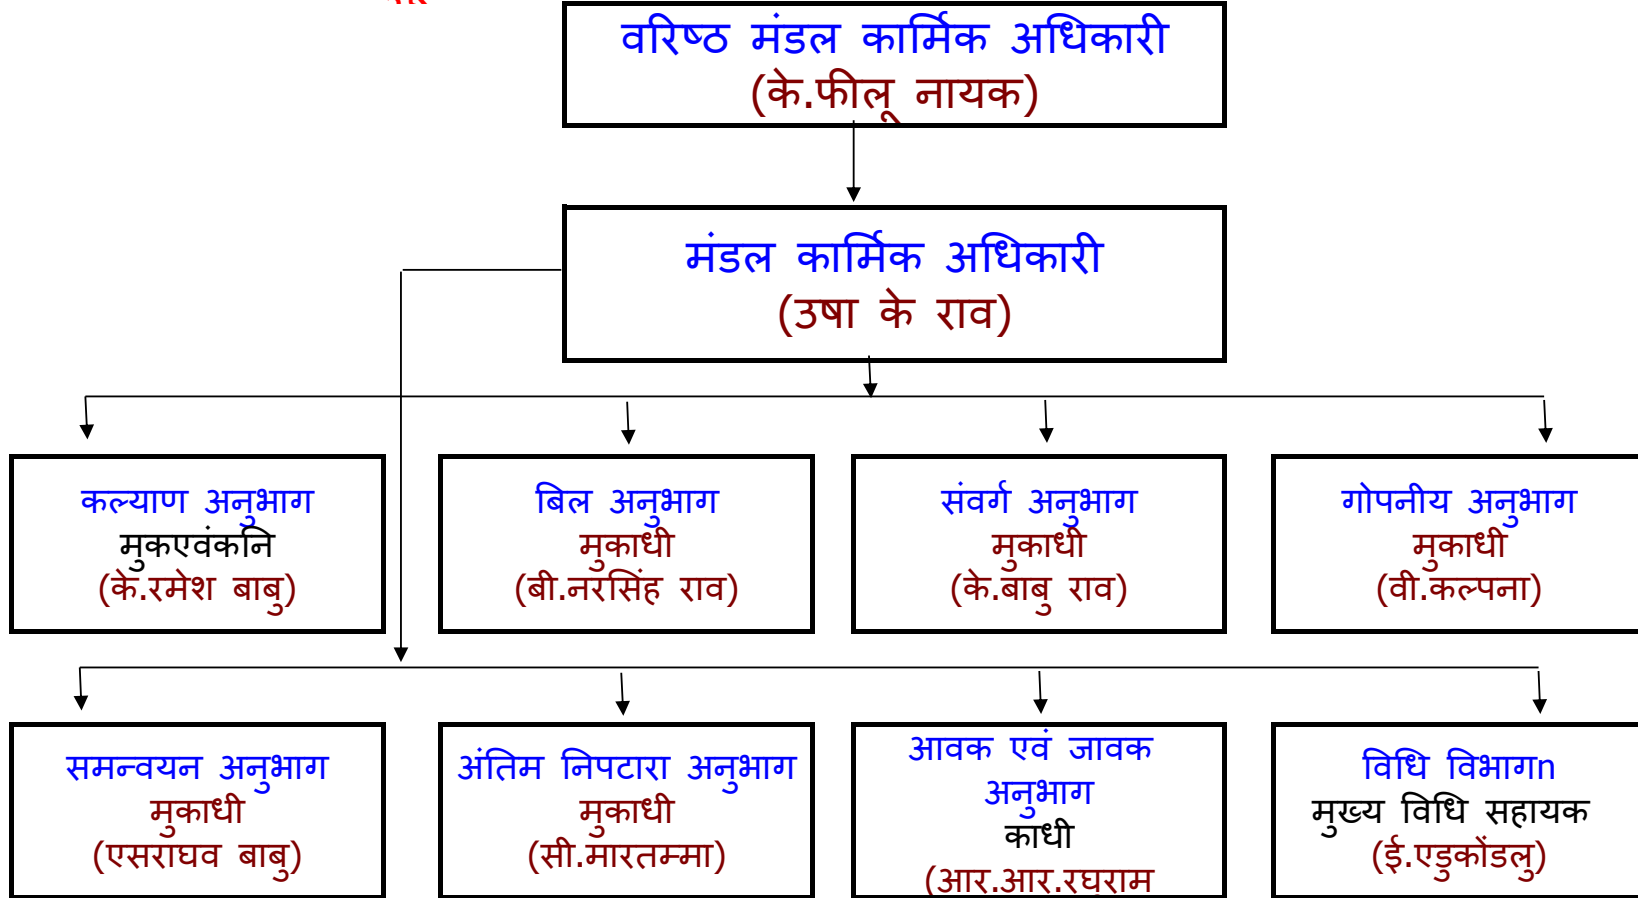 वरिष्ठ मंडल कार्मिक अधिकारी
(के.फीलू नायक)
मंडल कार्मिक अधिकारी
(उषा के राव)
कल्याण अनुभाग
मुकएवंकनि
(के.रमेश बाबु)
बिल अनुभाग
मुकाधी
(बी.नरसिंह राव)
संवर्ग अनुभाग
मुकाधी
(के.बाबु राव)
गोपनीय अनुभाग
मुकाधी
(वी.कल्पना)
समन्वयन अनुभाग
मुकाधी
(एसराघव बाबु)
अंतिम निपटारा अनुभाग
मुकाधी
(सी.मारतम्मा)
आवक एवं जावक
अनुभाग
काधी
(आर.आर.रघुराम
विधि विभागn
मुख्य विधि सहायक
(ई.एडुकोंडलु)